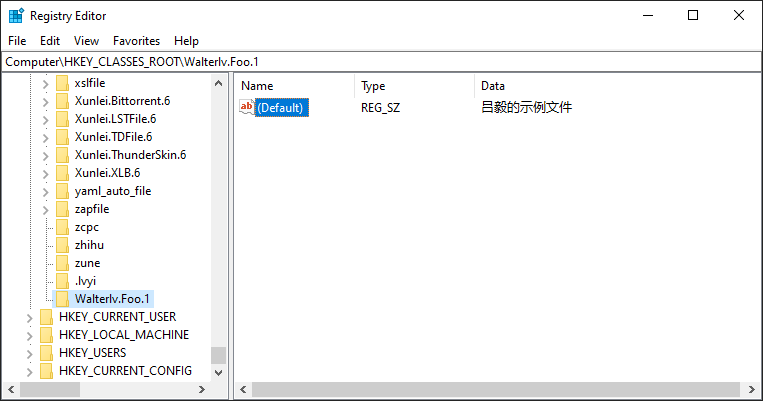 Registry Editor
File Edit View Favorites Help
Computer\HKEY_CLASSES_ROOT\Walterlv.Foo.1
xslfile
Xunlei.Bittorrent.6
Xunlei.LSTFile.6
Xunlei.TDFile.6
Xunlei.ThunderSkin.6
Xunlei.XLB.6
yaml_auto_file
zapfile
zcpc
zhihu
zune
.lvyi
Walterlv.Foo.1
HKEY_CURRENT_USER
HKEY_LOCAL_MACHINE
HKEY_USERS
HKEY_CURRENT_CONFIG
Name Type Data
ab (Default) REG_SZ 吕毅的示例文件